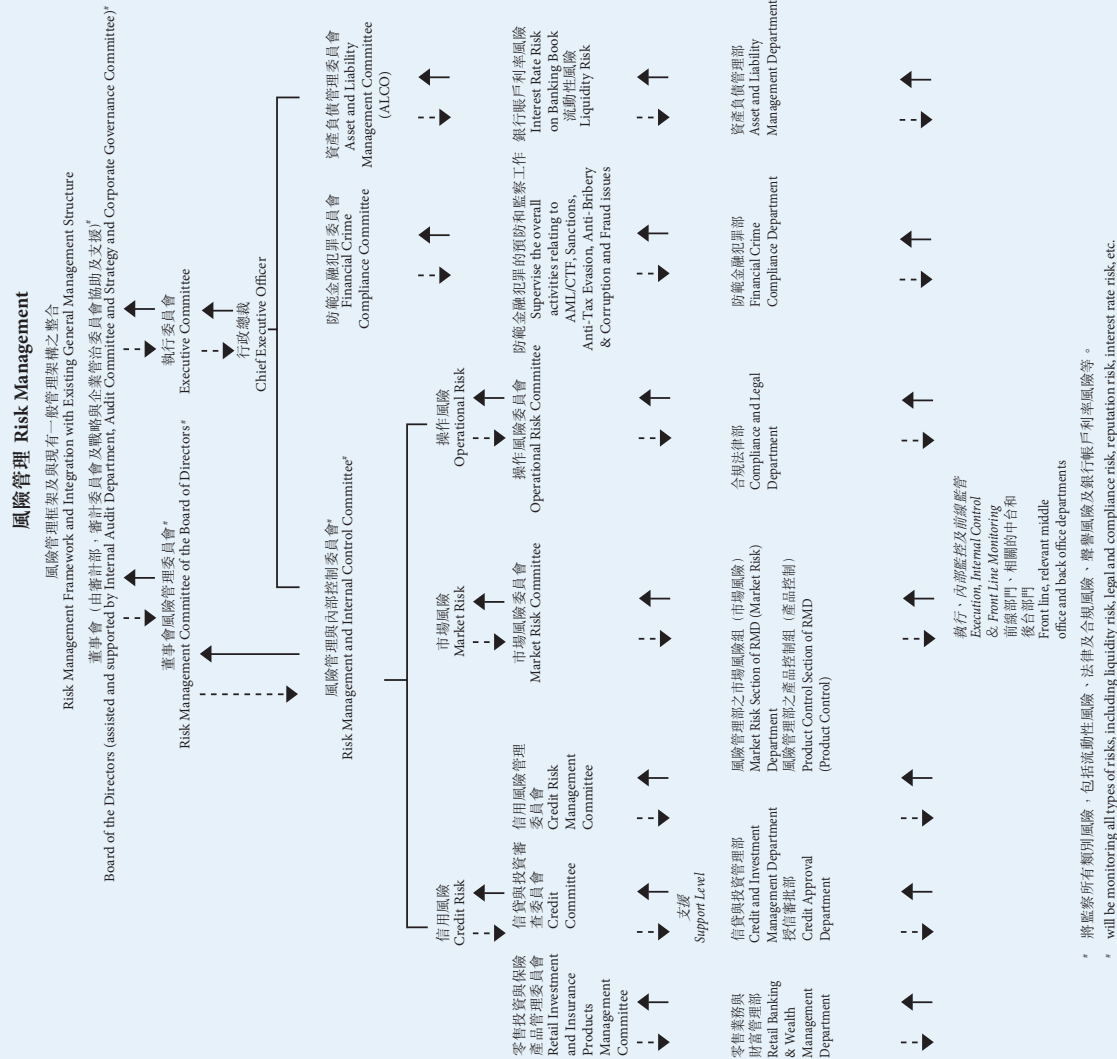 風險管理 Risk Management
風險管理框架及與現有一般管理架構之整合
Risk Management Framework and Integration with Existing General Management Structure
董事會（由審計部，審計委員會及戰略與企業管治委員會協助及支援）#
Board of the Directors (assisted and supported by Internal Audit Department, Audit Committee and Strategy and Corporate Governance Committee)#
董事會風險管理委員會#
Risk Management Committee of the Board of Directors#
執行委員會
Executive Committee
行政總裁
Chief Executive Officer
風險管理與內部控制委員會#
Risk Management and Internal Control Committee#
防範金融犯罪委員會
Financial Crime
Compliance Committee
資產負債管理委員會
Asset and Liability
Management Committee
(ALCO)
信用風險
Credit Risk
市場風險
Market Risk
操作風險
Operational Risk
零售投資與保險
產品管理委員會
Retail Investment
and Insurance
Products
Management
Committee
信貸與投資審
查委員會
Credit
Committee
信用風險管理
委員會
Credit Risk
Management
Committee
市場風險委員會
Market Risk Committee
操作風險委員會
Operational Risk Committee
防範金融犯罪的預防和監察工作
Supervise the overall
activities relating to
AML/CTF, Sanctions,
Anti-Tax Evasion, Anti-Bribery
& Corruption and Fraud issues
銀行賬戶利率風險
Interest Rate Risk
on Banking Book
流動性風險
Liquidity Risk
支援
Support Level
零售業務與
財富管理部
Retail Banking
& Wealth
Management
Department
信貸與投資管理部
Credit and Investment
Management Department
授信審批部
Credit Approval
Department
風險管理部之市場風險組（市場風險）
Market Risk Section of RMD (Market Risk)
Department
風險管理部之產品控制組（產品控制）
Product Control Section of RMD
(Product Control)
合規法律部
Compliance and Legal
Department
防範金融犯罪部
Financial Crime
Compliance Department
資產負債管理部
Asset and Liability
Management Department
執行、內部監控及前線監管
Execution, Internal Control
& Front Line Monitoring
前線部門、相關的中台和
後台部門
Front line, relevant middle
office and back office departments
# 將監察所有類別風險，包括流動性風險、法律及合規風險、聲譽風險及銀行帳戶利率風險等。
# will be monitoring all types of risks, including liquidity risk, legal and compliance risk, reputation risk, interest rate risk, etc.